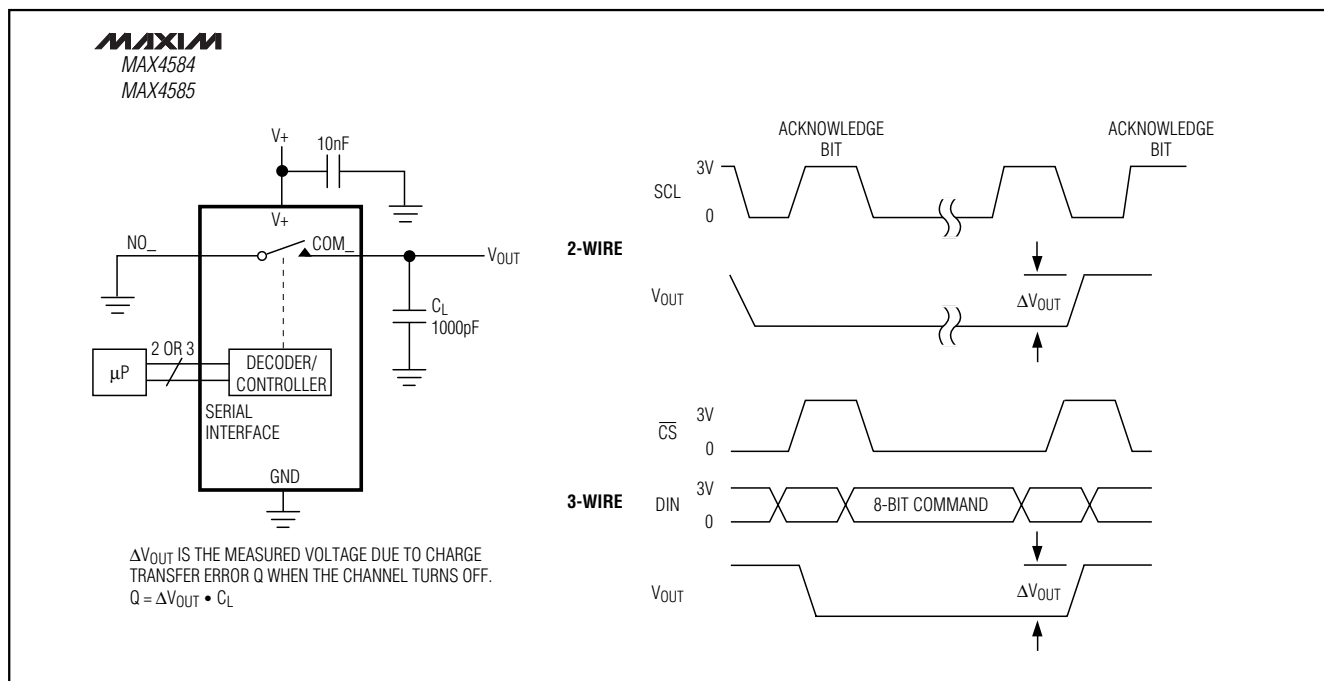 MAXIM
MAX4584
MAX4585
V+
10nF
V+
NO_
COM_
VOUT
CL
1000pF
2 OR 3
µP
DECODER/
CONTROLLER
SERIAL
INTERFACE
GND
ΔVOUT IS THE MEASURED VOLTAGE DUE TO CHARGE
TRANSFER ERROR Q WHEN THE CHANNEL TURNS OFF.
Q = ΔVOUT • CL
2-WIRE
ACKNOWLEDGE
BIT
ACKNOWLEDGE
BIT
SCL
3V
0
VOUT
ΔVOUT
3-WIRE
C̅S̅
3V
0
DIN
3V
0
8-BIT COMMAND
VOUT
ΔVOUT